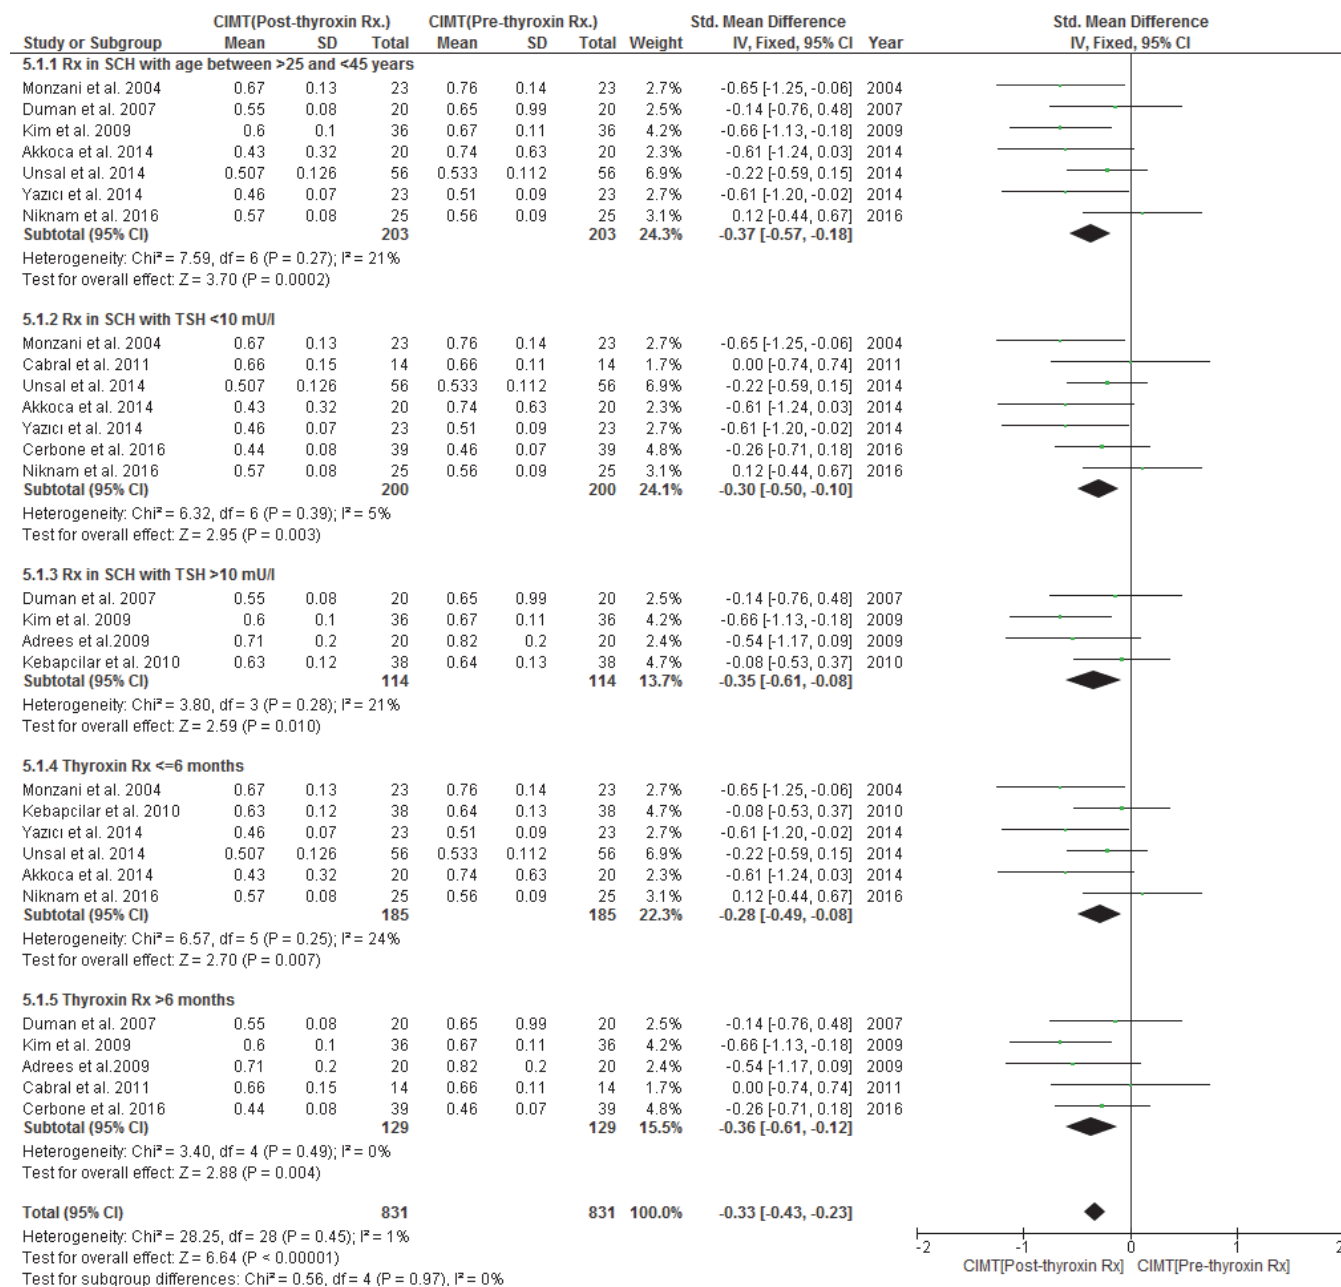 CIMT(Post-thyroxin Rx.) CIMT(Pre-thyroxin Rx.) Std. Mean Difference Std. Mean Difference
Study or Subgroup Mean SD Total Mean SD Total Weight IV, Fixed, 95% CI Year IV, Fixed, 95% CI
5.1.1 Rx in SCH with age between >25 and <45 years
Monzani et al. 2004 0.67 0.13 23 0.76 0.14 23 2.7% -0.65 [-1.25, -0.06] 2004
Duman et al. 2007 0.55 0.08 20 0.65 0.99 20 2.5% -0.14 [-0.76, 0.48] 2007
Kim et al. 2009 0.6 0.1 36 0.67 0.11 36 4.2% -0.66 [-1.13, -0.18] 2009
Akkoca et al. 2014 0.43 0.32 20 0.74 0.63 20 2.3% -0.61 [-1.24, 0.03] 2014
Unsal et al. 2014 0.507 0.126 56 0.533 0.112 56 6.9% -0.22 [-0.59, 0.15] 2014
Yazıcı et al. 2014 0.46 0.07 23 0.51 0.09 23 2.7% -0.61 [-1.20, -0.02] 2014
Niknam et al. 2016 0.57 0.08 25 0.56 0.09 25 3.1% 0.12 [-0.44, 0.67] 2016
Subtotal (95% CI) 203 203 24.3% -0.37 [-0.57, -0.18]
Heterogeneity: Chi² = 7.59, df = 6 (P = 0.27); I² = 21%
Test for overall effect: Z = 3.70 (P = 0.0002)
5.1.2 Rx in SCH with TSH <10 mU/l
Monzani et al. 2004 0.67 0.13 23 0.76 0.14 23 2.7% -0.65 [-1.25, -0.06] 2004
Cabral et al. 2011 0.66 0.15 14 0.66 0.11 14 1.7% 0.00 [-0.74, 0.74] 2011
Unsal et al. 2014 0.507 0.126 56 0.533 0.112 56 6.9% -0.22 [-0.59, 0.15] 2014
Akkoca et al. 2014 0.43 0.32 20 0.74 0.63 20 2.3% -0.61 [-1.24, 0.03] 2014
Yazıcı et al. 2014 0.46 0.07 23 0.51 0.09 23 2.7% -0.61 [-1.20, -0.02] 2014
Cerbone et al. 2016 0.44 0.08 39 0.46 0.07 39 4.8% -0.26 [-0.71, 0.18] 2016
Niknam et al. 2016 0.57 0.08 25 0.56 0.09 25 3.1% 0.12 [-0.44, 0.67] 2016
Subtotal (95% CI) 200 200 24.1% -0.30 [-0.50, -0.10]
Heterogeneity: Chi² = 6.32, df = 6 (P = 0.39); I² = 5%
Test for overall effect: Z = 2.95 (P = 0.003)
5.1.3 Rx in SCH with TSH >10 mU/l
Duman et al. 2007 0.55 0.08 20 0.65 0.99 20 2.5% -0.14 [-0.76, 0.48] 2007
Kim et al. 2009 0.6 0.1 36 0.67 0.11 36 4.2% -0.66 [-1.13, -0.18] 2009
Adrees et al.2009 0.71 0.2 20 0.82 0.2 20 2.4% -0.54 [-1.17, 0.09] 2009
Kebapcilar et al. 2010 0.63 0.12 38 0.64 0.13 38 4.7% -0.08 [-0.53, 0.37] 2010
Subtotal (95% CI) 114 114 13.7% -0.35 [-0.61, -0.08]
Heterogeneity: Chi² = 3.80, df = 3 (P = 0.28); I² = 21%
Test for overall effect: Z = 2.59 (P = 0.010)
5.1.4 Thyroxin Rx <=6 months
Monzani et al. 2004 0.67 0.13 23 0.76 0.14 23 2.7% -0.65 [-1.25, -0.06] 2004
Kebapcilar et al. 2010 0.63 0.12 38 0.64 0.13 38 4.7% -0.08 [-0.53, 0.37] 2010
Yazıcı et al. 2014 0.46 0.07 23 0.51 0.09 23 2.7% -0.61 [-1.20, -0.02] 2014
Unsal et al. 2014 0.507 0.126 56 0.533 0.112 56 6.9% -0.22 [-0.59, 0.15] 2014
Akkoca et al. 2014 0.43 0.32 20 0.74 0.63 20 2.3% -0.61 [-1.24, 0.03] 2014
Niknam et al. 2016 0.57 0.08 25 0.56 0.09 25 3.1% 0.12 [-0.44, 0.67] 2016
Subtotal (95% CI) 185 185 22.3% -0.28 [-0.49, -0.08]
Heterogeneity: Chi² = 6.57, df = 5 (P = 0.25); I² = 24%
Test for overall effect: Z = 2.70 (P = 0.007)
5.1.5 Thyroxin Rx >6 months
Duman et al. 2007 0.55 0.08 20 0.65 0.99 20 2.5% -0.14 [-0.76, 0.48] 2007
Kim et al. 2009 0.6 0.1 36 0.67 0.11 36 4.2% -0.66 [-1.13, -0.18] 2009
Adrees et al.2009 0.71 0.2 20 0.82 0.2 20 2.4% -0.54 [-1.17, 0.09] 2009
Cabral et al. 2011 0.66 0.15 14 0.66 0.11 14 1.7% 0.00 [-0.74, 0.74] 2011
Cerbone et al. 2016 0.44 0.08 39 0.46 0.07 39 4.8% -0.26 [-0.71, 0.18] 2016
Subtotal (95% CI) 129 129 15.5% -0.36 [-0.61, -0.12]
Heterogeneity: Chi² = 3.40, df = 4 (P = 0.49); I² = 0%
Test for overall effect: Z = 2.88 (P = 0.004)
Total (95% CI) 831 831 100.0% -0.33 [-0.43, -0.23]
Heterogeneity: Chi² = 28.25, df = 28 (P = 0.45); I² = 1%
Test for overall effect: Z = 6.64 (P < 0.00001)
Test for subgroup differences: Chi² = 0.56, df = 4 (P = 0.97), I² = 0%
-2 -1 0 1 2
CIMT[Post-thyroxin Rx] CIMT[Pre-thyroxin Rx]